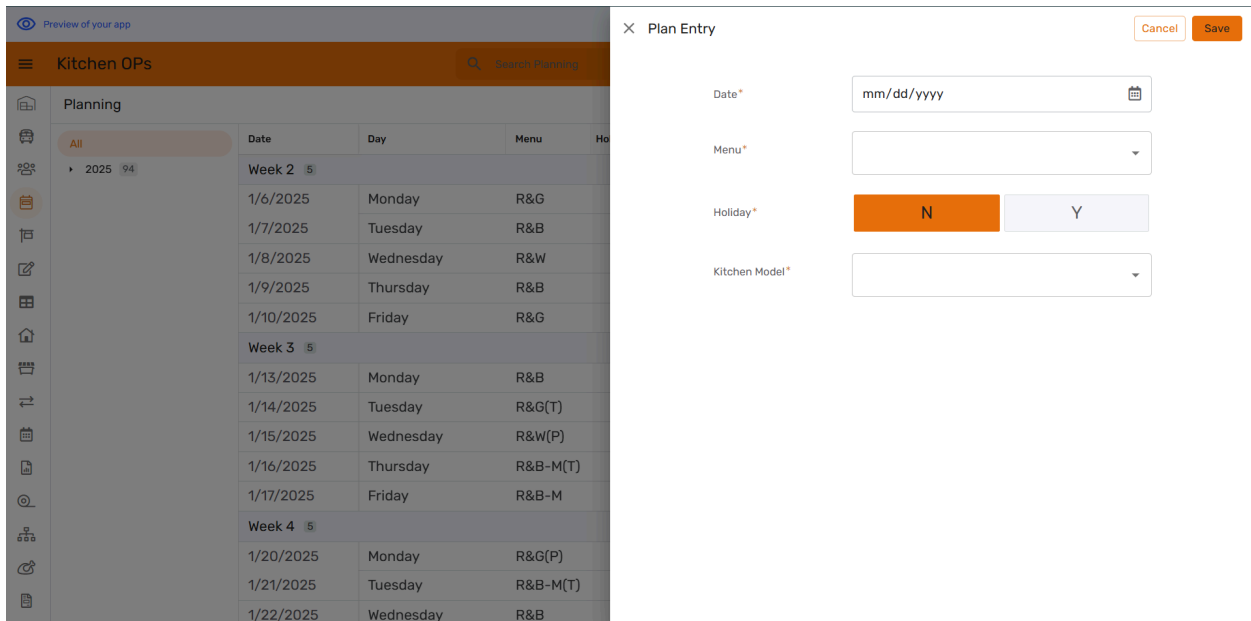 Preview of your app
Kitchen OPs
Search Planning
Planning
All
2025 94
Date Day Menu Ho
Week 2 5
1/6/2025 Monday R&G
1/7/2025 Tuesday R&B
1/8/2025 Wednesday R&W
1/9/2025 Thursday R&B
1/10/2025 Friday R&G
Week 3 5
1/13/2025 Monday R&B
1/14/2025 Tuesday R&G(T)
1/15/2025 Wednesday R&W(P)
1/16/2025 Thursday R&B-M(T)
1/17/2025 Friday R&B-M
Week 4 5
1/20/2025 Monday R&G(P)
1/21/2025 Tuesday R&B-M(T)
1/22/2025 Wednesday R&B
Plan Entry
Cancel Save
Date* mm/dd/yyyy
Menu*
Holiday* N Y
Kitchen Model*